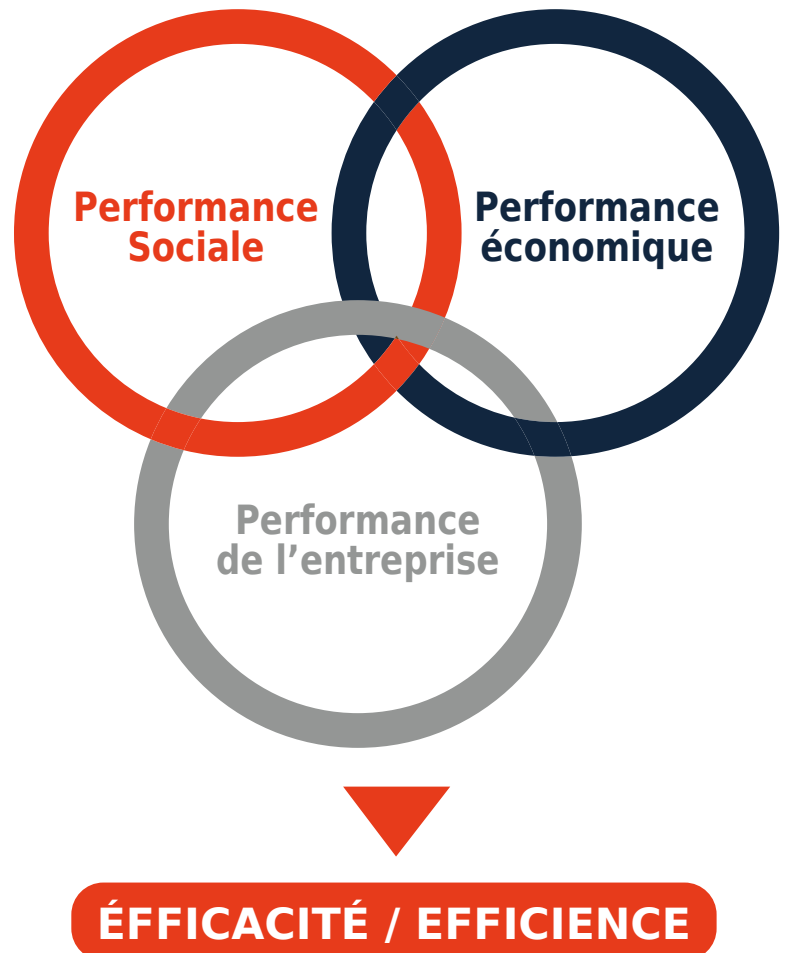 Performance
Sociale
Performance
économique
Performance
de l’entreprise
ÉFFICACITÉ / EFFICIENCE